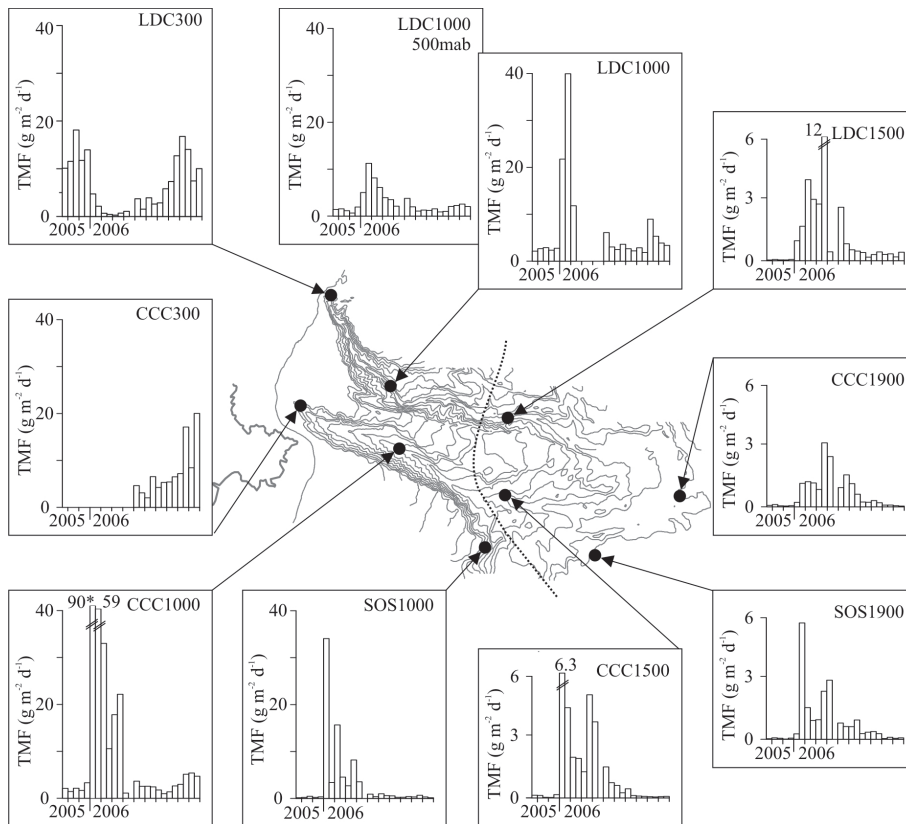 LDC300
40
20
0
TMF (g m⁻² d⁻¹)
2005 2006
LDC1000
500mab
40
20
0
TMF (g m⁻² d⁻¹)
2005 2006
LDC1000
40
20
0
TMF (g m⁻² d⁻¹)
2005 2006
12 LDC1500
6
3
0
TMF (g m⁻² d⁻¹)
2005 2006
CCC300
40
20
0
TMF (g m⁻² d⁻¹)
2005 2006
CCC1900
6
3
0
TMF (g m⁻² d⁻¹)
2005 2006
90* 59 CCC1000
40
20
0
TMF (g m⁻² d⁻¹)
2005 2006
SOS1000
40
20
0
TMF (g m⁻² d⁻¹)
2005 2006
6.3 CCC1500
6
3
0
TMF (g m⁻² d⁻¹)
2005 2006
SOS1900
6
3
0
TMF (g m⁻² d⁻¹)
2005 2006